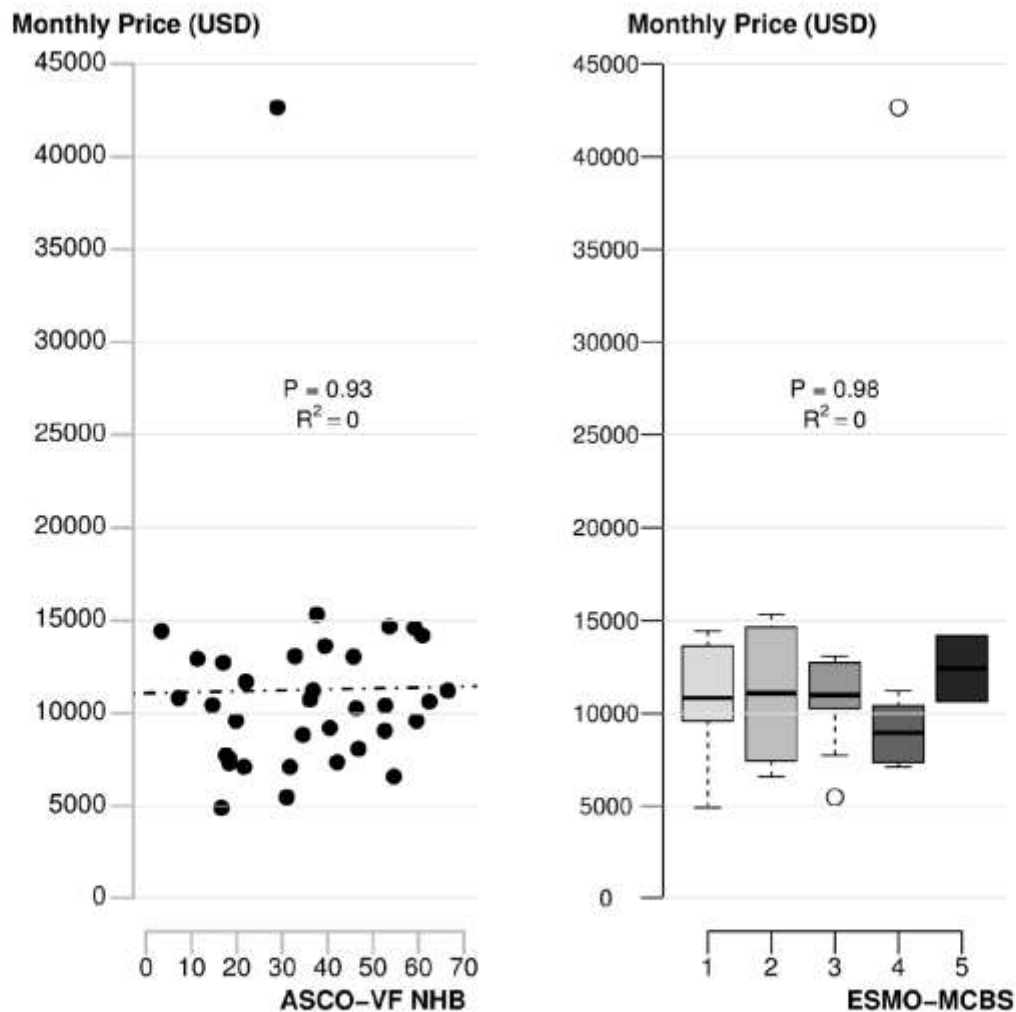 Monthly Price (USD)
45000
40000
35000
30000
25000
20000
15000
10000
5000
0
P = 0.93
R² = 0
0 10 20 30 40 50 60 70
ASCO-VF NHB
Monthly Price (USD)
45000
40000
35000
30000
25000
20000
15000
10000
5000
0
P = 0.98
R² = 0
1 2 3 4 5
ESMO-MCBS